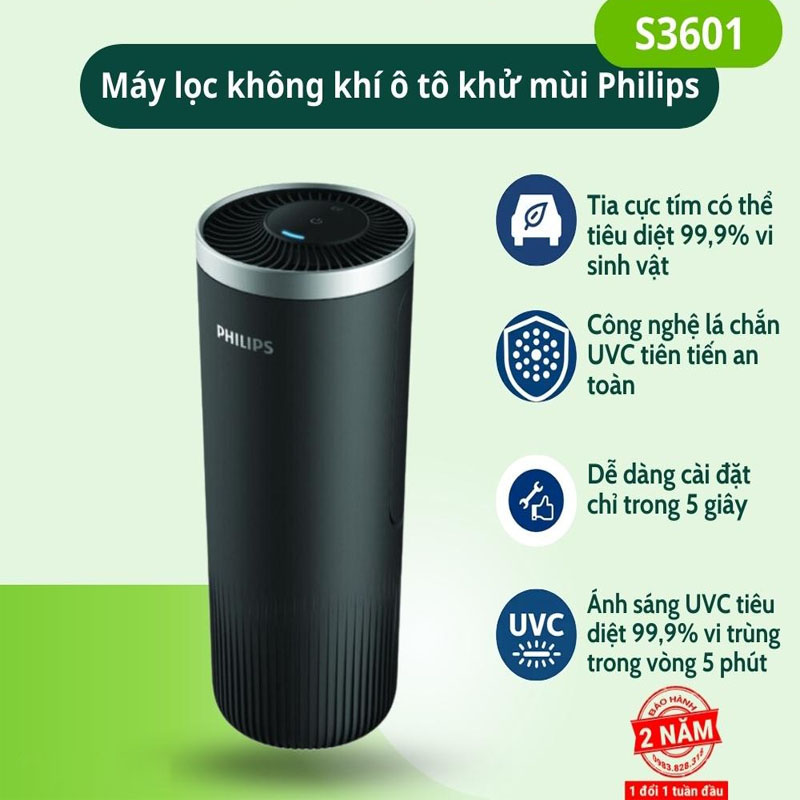 S3601
Máy lọc không khí ô tô khử mùi Philips
PHILIPS
Tia cực tím có thể
tiêu diệt 99,9% vi
sinh vật
Công nghệ lá chắn
UVC tiên tiến an
toàn
Dễ dàng cài đặt
chỉ trong 5 giây
UVC
Ánh sáng UVC tiêu
diệt 99,9% vi trùng
trong vòng 5 phút
BẢO HÀNH
2 NĂM
0983.828.318
1 đổi 1 tuần đầu